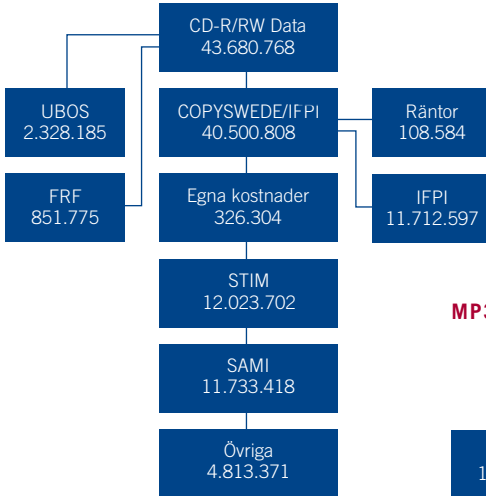 CD-R/RW Data
43.680.768
UBOS
2.328.185
COPYSWEDE/IFPI
40.500.808
Räntor
108.584
FRF
851.775
Egna kostnader
326.304
IFPI
11.712.597
STIM
12.023.702
MP3
SAMI
11.733.418
Övriga
4.813.371
1